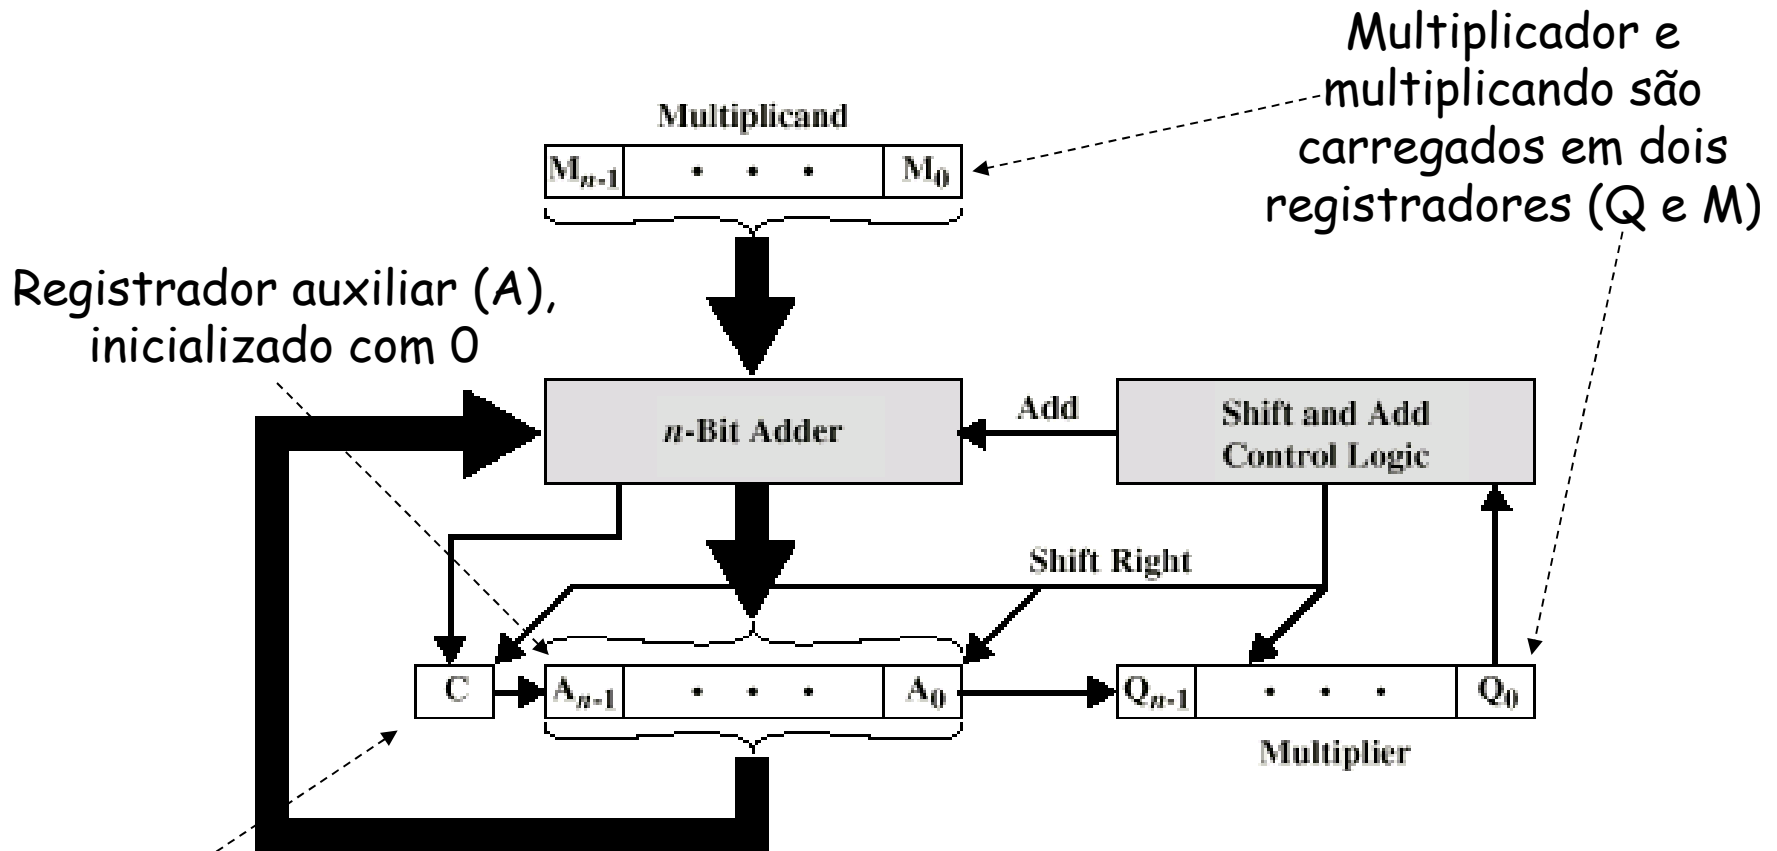 Multiplicador e
multiplicando são
carregados em dois
registradores (Q e M)
Multiplicand
Mn-1 · · · M0
Registrador auxiliar (A),
inicializado com 0
n-Bit Adder
Add
Shift and Add
Control Logic
Shift Right
C
An-1 · · · A0
Qn-1 · · · Q0
Multiplier